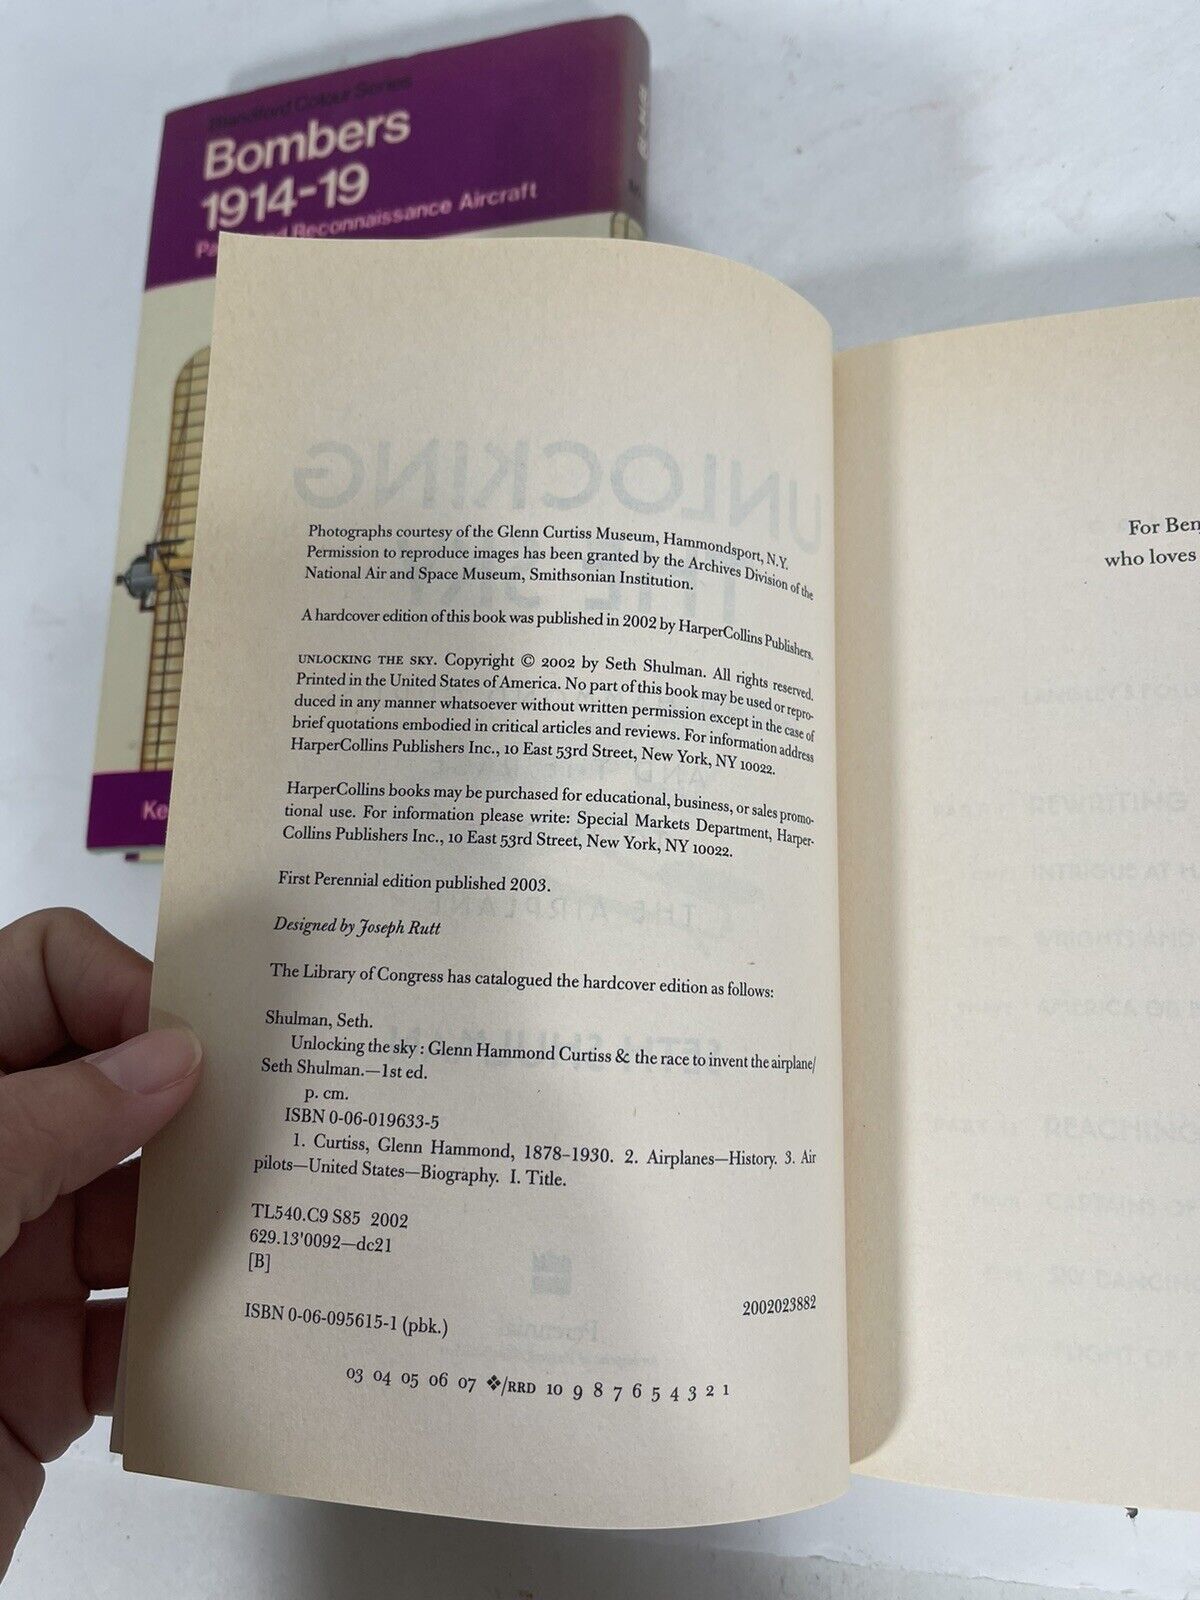 Blandford Colour Series
Bombers
1914-19
Reconnaissance Aircraft
Ke
Photographs courtesy of the Glenn Curtiss Museum, Hammondsport, N.Y.
Permission to reproduce images has been granted by the Archives Division of the
National Air and Space Museum, Smithsonian Institution.
A hardcover edition of this book was published in 2002 by HarperCollins Publishers.
UNLOCKING THE SKY. Copyright © 2002 by Seth Shulman. All rights reserved.
Printed in the United States of America. No part of this book may be used or repro-
duced in any manner whatsoever without written permission except in the case of
brief quotations embodied in critical articles and reviews. For information address
HarperCollins Publishers Inc., 10 East 53rd Street, New York, NY 10022.
HarperCollins books may be purchased for educational, business, or sales promo-
tional use. For information please write: Special Markets Department, Harper-
Collins Publishers Inc., 10 East 53rd Street, New York, NY 10022.
First Perennial edition published 2003.
Designed by Joseph Rutt
The Library of Congress has catalogued the hardcover edition as follows:
Shulman, Seth.
Unlocking the sky : Glenn Hammond Curtiss & the race to invent the airplane/
Seth Shulman.—1st ed.
p. cm.
ISBN 0-06-019633-5
1. Curtiss, Glenn Hammond, 1878–1930. 2. Airplanes—History. 3. Air
pilots—United States—Biography. I. Title.
TL540.C9 S85 2002
629.13'0092—dc21
[B]
2002023882
ISBN 0-06-095615-1 (pbk.)
03 04 05 06 07 ❖/RRD 10 9 8 7 6 5 4 3 2 1
For Ben
who loves